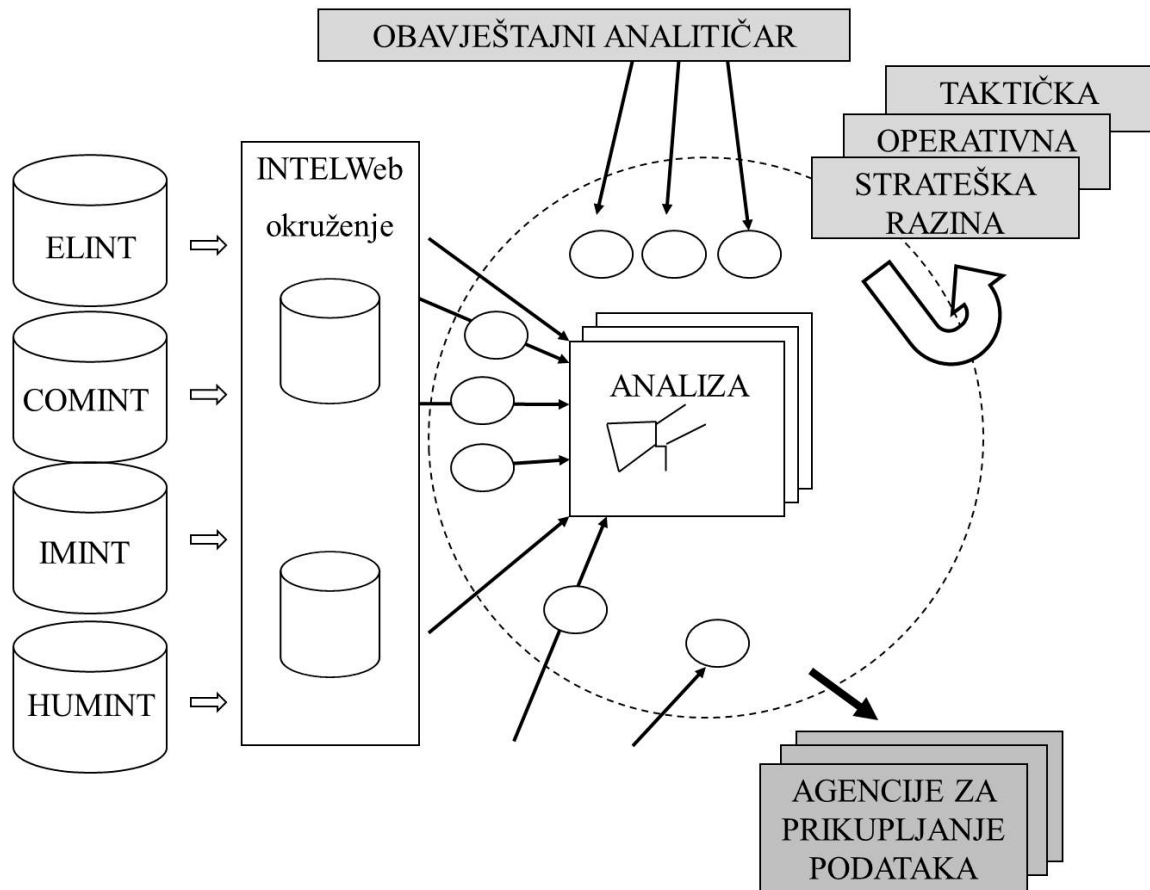 OBAVJEŠTAJNI ANALITIČAR
TAKTIČKA
OPERATIVNA
STRATEŠKA
RAZINA
INTELWeb
okruženje
ELINT
COMINT
IMINT
HUMINT
ANALIZA
AGENCIJE ZA
PRIKUPLJANJE
PODATAKA